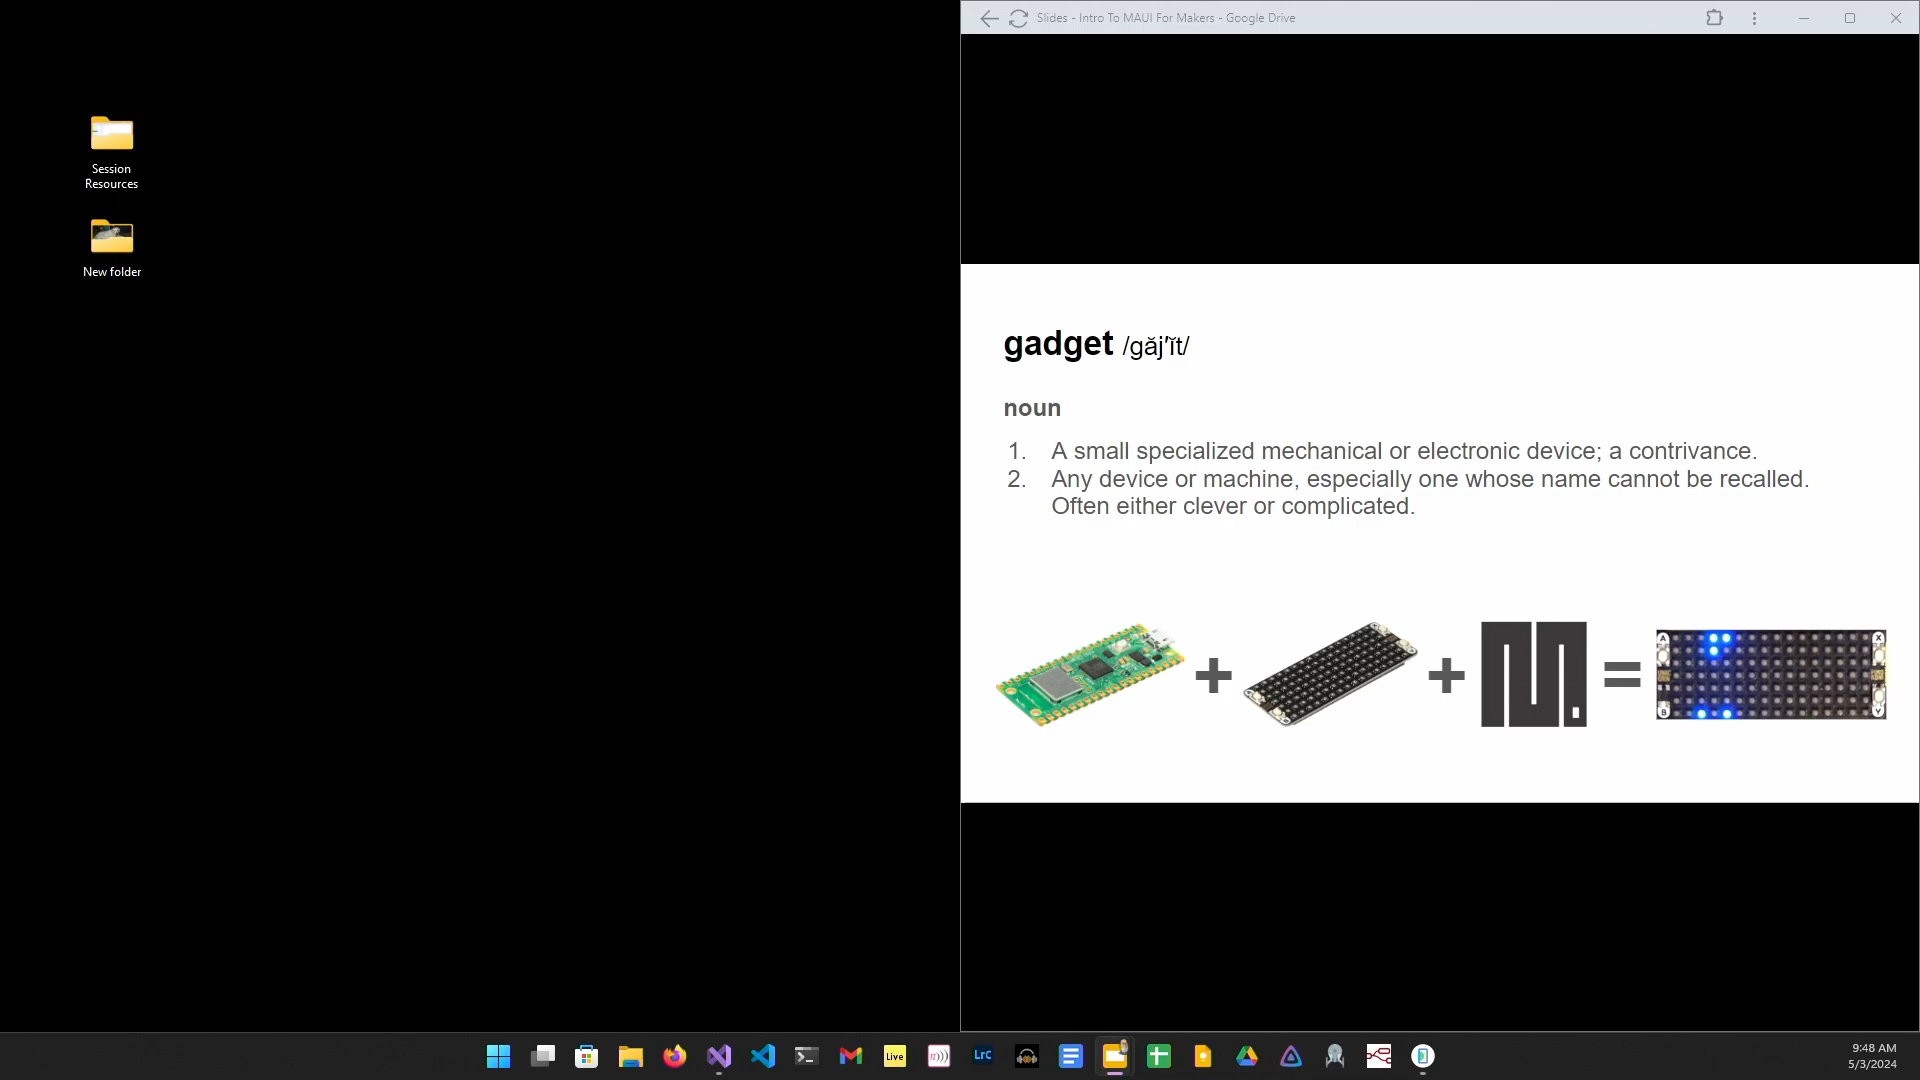 Slides - Intro To MAUI For Makers - Google Drive
Session
Resources
New folder
gadget /găj′ĭt/
noun
1. A small specialized mechanical or electronic device; a contrivance.
2. Any device or machine, especially one whose name cannot be recalled.
Often either clever or complicated.
A
X
B
Y
Live
n)))
LrC
9:48 AM
5/3/2024